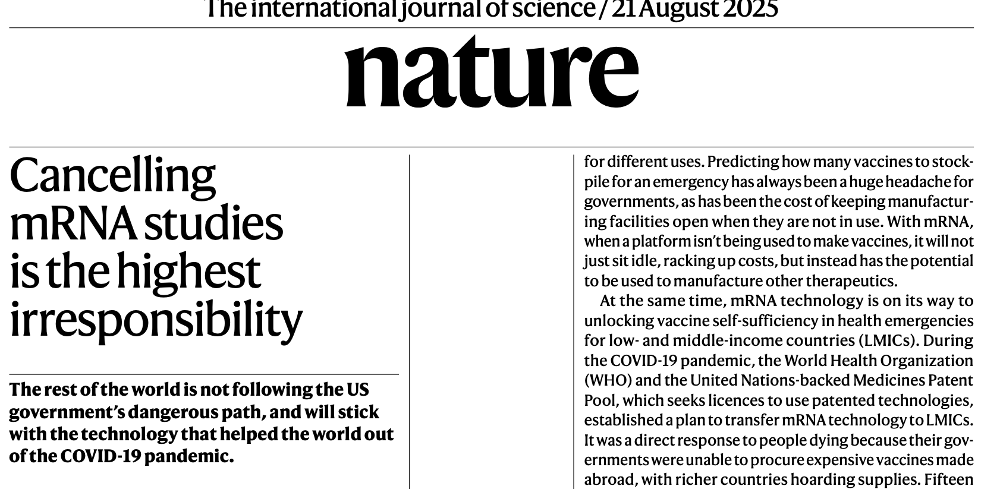 The international journal of science / 21 August 2025
nature
Cancelling
mRNA studies
is the highest
irresponsibility
The rest of the world is not following the US
government’s dangerous path, and will stick
with the technology that helped the world out
of the COVID-19 pandemic.
for different uses. Predicting how many vaccines to stock-
pile for an emergency has always been a huge headache for
governments, as has been the cost of keeping manufactur-
ing facilities open when they are not in use. With mRNA,
when a platform isn’t being used to make vaccines, it will not
just sit idle, racking up costs, but instead has the potential
to be used to manufacture other therapeutics.
At the same time, mRNA technology is on its way to
unlocking vaccine self-sufficiency in health emergencies
for low- and middle-income countries (LMICs). During
the COVID-19 pandemic, the World Health Organization
(WHO) and the United Nations-backed Medicines Patent
Pool, which seeks licences to use patented technologies,
established a plan to transfer mRNA technology to LMICs.
It was a direct response to people dying because their gov-
ernments were unable to procure expensive vaccines made
abroad, with richer countries hoarding supplies. Fifteen